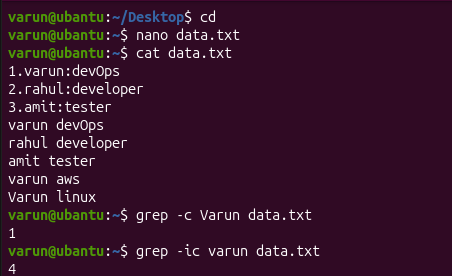 varun@ubantu:~/Desktop$ cd
varun@ubantu:~$ nano data.txt
varun@ubantu:~$ cat data.txt
1.varun:devOps
2.rahul:developer
3.amit:tester
varun devOps
rahul developer
amit tester
varun aws
Varun linux
varun@ubantu:~$ grep -c Varun data.txt
1
varun@ubantu:~$ grep -ic varun data.txt
4